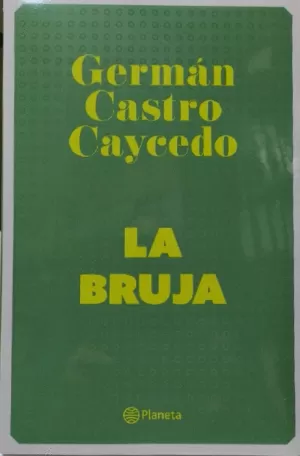 Germán
Castro
Caycedo
LA
BRUJA
Planeta